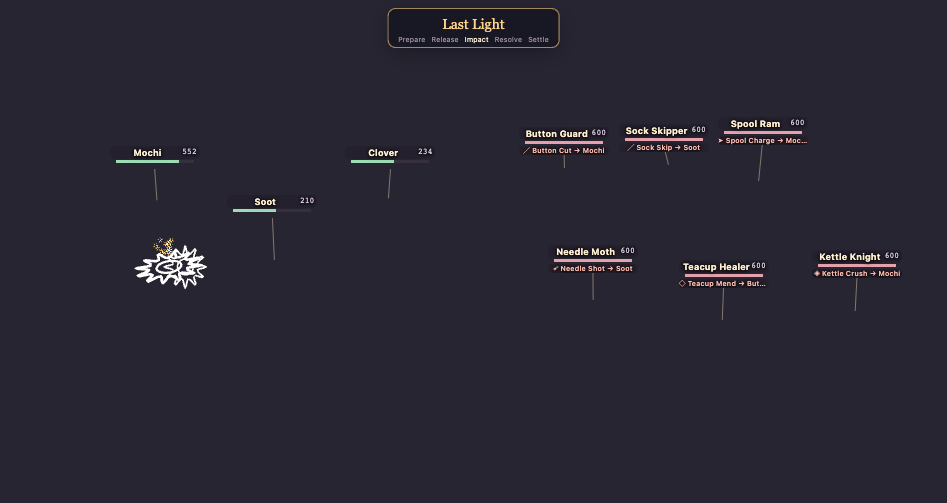 Last Light
Prepare Release Impact Resolve Settle
Mochi 552
Soot 210
Clover 234
Button Guard 600
Button Cut → Mochi
Sock Skipper 600
Sock Skip → Soot
Spool Ram 600
Spool Charge → Moc...
Needle Moth 600
Needle Shot → Soot
Teacup Healer 600
Teacup Mend → But...
Kettle Knight 600
Kettle Crush → Mochi